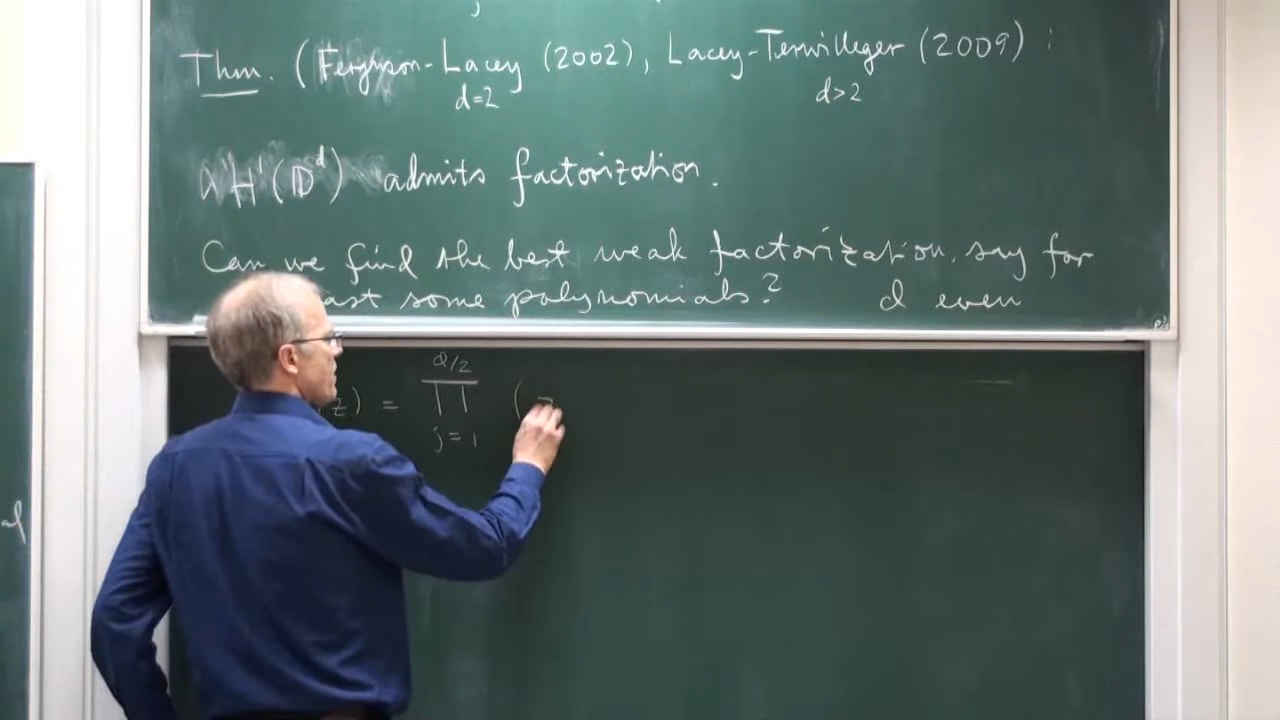 Thm. (Ferguson-Lacey (2002), Lacey-Terwilleger (2009) :
d=2 d>2
H¹(𝔻ᵈ) admits factorization.
Can we find the best weak factorization, say for
some polynomials? d even
z) = ∏ (
d/2
j=1